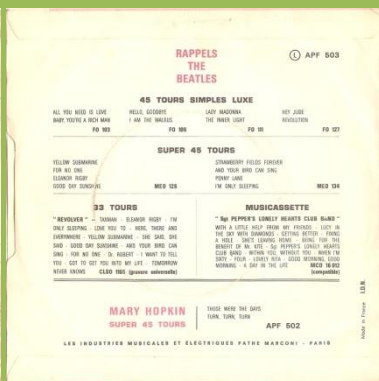 RAPPELS
THE
BEATLES
L APF 503
45 TOURS SIMPLES LUXE
ALL YOU NEED IS LOVE
BABY, YOU'RE A RICH MAN
FO 103
HELLO, GOODBYE
I AM THE WALRUS
FO 106
LADY MADONNA
THE INNER LIGHT
FO 111
HEY JUDE
REVOLUTION
FO 127
SUPER 45 TOURS
YELLOW SUBMARINE
FOR NO ONE
ELEANOR RIGBY
GOOD DAY SUNSHINE
MEO 126
STRAWBERRY FIELDS FOREVER
AND YOUR BIRD CAN SING
PENNY LANE
I'M ONLY SLEEPING
MEO 134
33 TOURS
"REVOLVER" - TAXMAN - ELEANOR RIGBY - I'M
ONLY SLEEPING - LOVE YOU TO - HERE, THERE AND
EVERYWHERE - YELLOW SUBMARINE - SHE SAID, SHE
SAID - GOOD DAY SUNSHINE - AND YOUR BIRD CAN
SING - FOR NO ONE - Dr. ROBERT - I WANT TO TELL
YOU - GOT TO GET YOU INTO MY LIFE - TOMORROW
NEVER KNOWS CLSO (gravure universelle)
MUSICASSETTE
"Sgt PEPPER'S LONELY HEARTS CLUB BAND"
WITH A LITTLE HELP FROM MY FRIENDS - LUCY IN
THE SKY WITH DIAMONDS - GETTING BETTER - FIXING
A HOLE - SHE'S LEAVING HOME - BEING FOR THE
BENEFIT OF Mr KITE - Sgt PEPPER'S LONELY HEARTS
CLUB BAND - WITHIN YOU, WITHOUT YOU - WHEN I'M
SIXTY - FOUR - LOVELY RITA - GOOD MORNING, GOOD
MORNING - A DAY IN THE LIFE
(compatible)
MARY HOPKIN
SUPER 45 TOURS
THOSE WERE THE DAYS
TURN, TURN, TURN
APF 502
LES INDUSTRIES MUSICALES ET ELECTRIQUES PATHE MARCONI - PARIS
Made in France